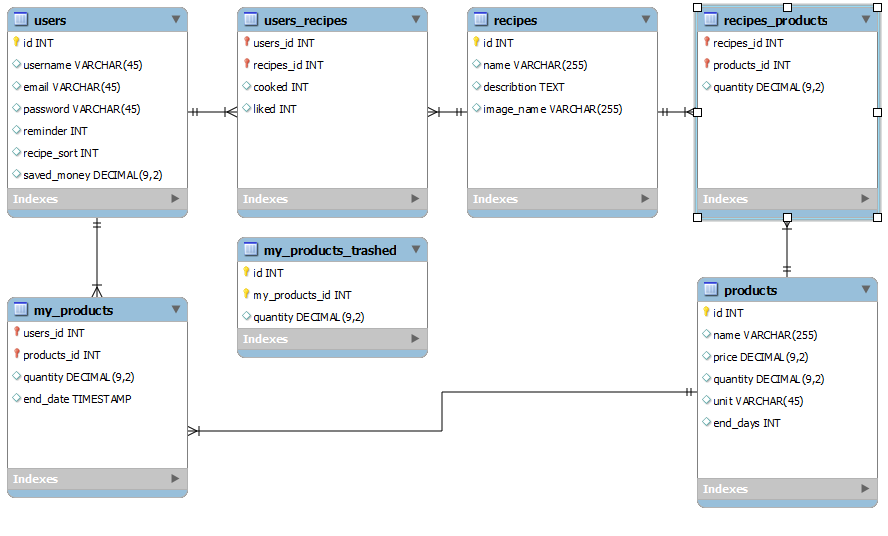 users
id INT
username VARCHAR(45)
email VARCHAR(45)
password VARCHAR(45)
reminder INT
recipe_sort INT
saved_money DECIMAL(9,2)
Indexes
users_recipes
users_id INT
recipes_id INT
cooked INT
liked INT
Indexes
recipes
id INT
name VARCHAR(255)
describtion TEXT
image_name VARCHAR(255)
Indexes
recipes_products
recipes_id INT
products_id INT
quantity DECIMAL(9,2)
Indexes
my_products_trashed
id INT
my_products_id INT
quantity DECIMAL(9,2)
Indexes
my_products
users_id INT
products_id INT
quantity DECIMAL(9,2)
end_date TIMESTAMP
Indexes
products
id INT
name VARCHAR(255)
price DECIMAL(9,2)
quantity DECIMAL(9,2)
unit VARCHAR(45)
end_days INT
Indexes